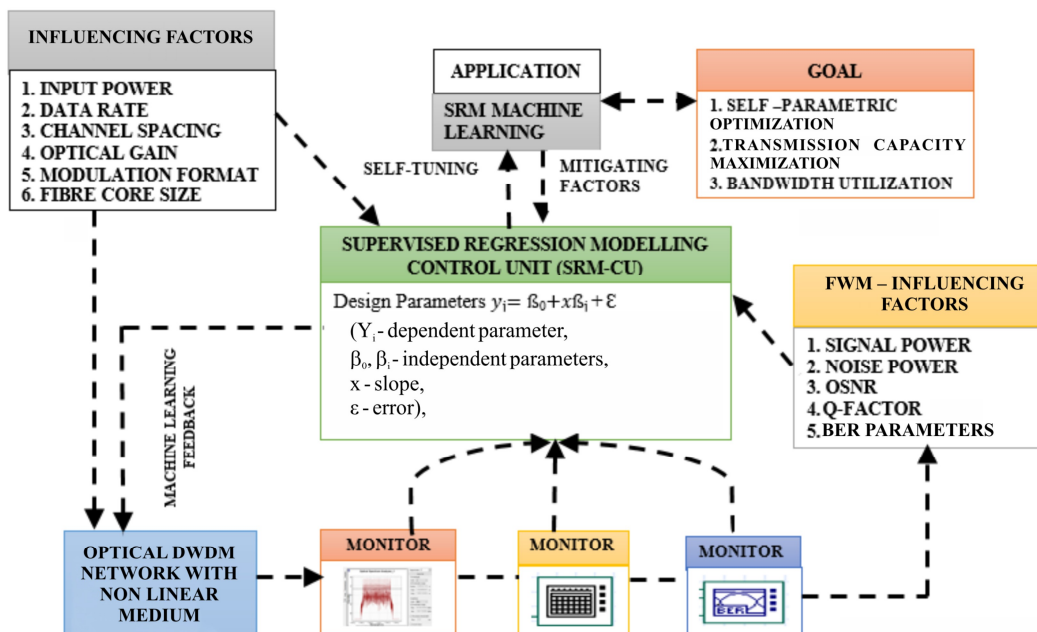 INFLUENCING FACTORS
1. INPUT POWER
2. DATA RATE
3. CHANNEL SPACING
4. OPTICAL GAIN
5. MODULATION FORMAT
6. FIBRE CORE SIZE
APPLICATION
SRM MACHINE
LEARNING
GOAL
1. SELF –PARAMETRIC
OPTIMIZATION
2.TRANSMISSION CAPACITY
MAXIMIZATION
3. BANDWIDTH UTILIZATION
SELF-TUNING
MITIGATING
FACTORS
SUPERVISED REGRESSION MODELLING
CONTROL UNIT (SRM-CU)
Design Parameters yᵢ= ß₀+xßᵢ+Ɛ
(Yᵢ- dependent parameter,
β₀, βᵢ- independent parameters,
x - slope,
ε - error),
FWM – INFLUENCING
FACTORS
1. SIGNAL POWER
2. NOISE POWER
3. OSNR
4.Q-FACTOR
5.BER PARAMETERS
MACHINE LEARNING
FEEDBACK
OPTICAL DWDM
NETWORK WITH
NON LINEAR
MEDIUM
MONITOR
MONITOR
MONITOR
BER